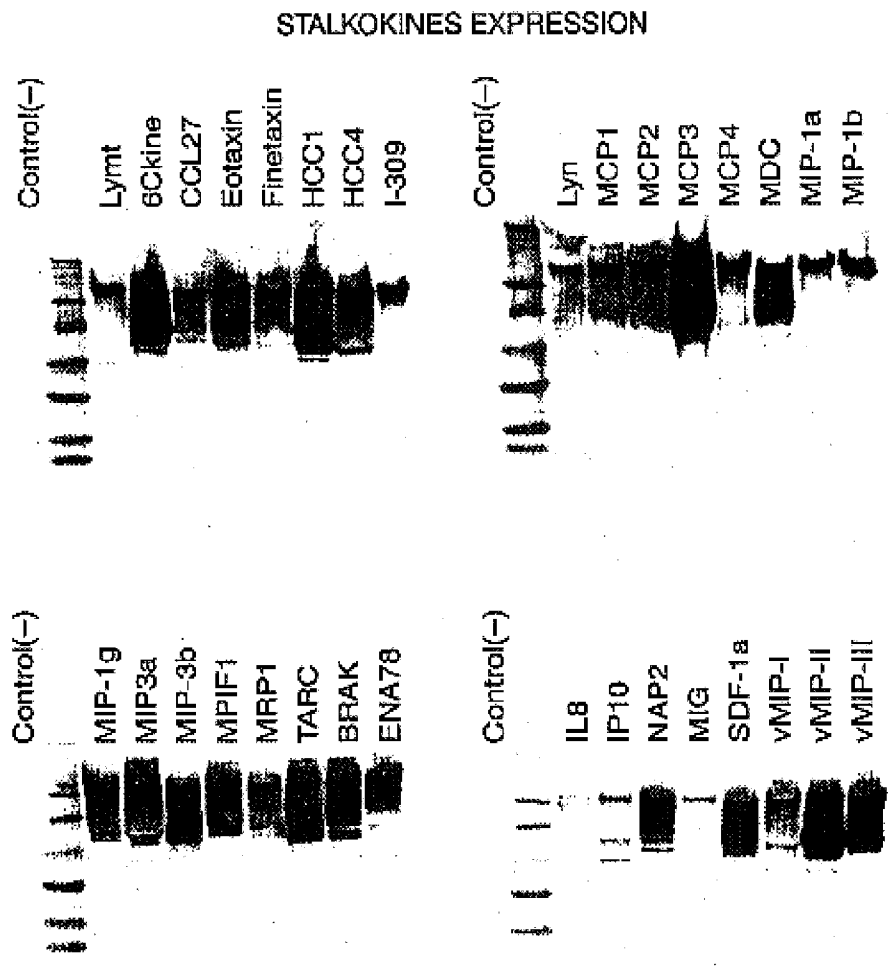 STALKOKINES EXPRESSION
Control(–)
Lymt
6Ckine
CCL27
Eotaxin
Finetaxin
HCC1
HCC4
I-309
Control(–)
Lyn
MCP1
MCP2
MCP3
MCP4
MDC
MIP-1a
MIP-1b
Control(–)
MIP-1g
MIP3a
MIP-3b
MPIF1
MRP1
TARC
BRAK
ENA78
Control(–)
IL8
IP10
NAP2
MIG
SDF-1a
vMIP-I
vMIP-II
vMIP-III